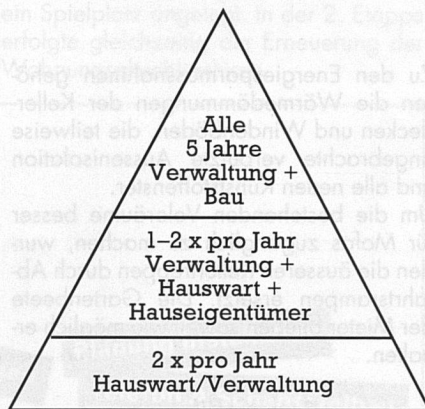 Alle
5 Jahre
Verwaltung +
Bau
1–2 x pro Jahr
Verwaltung +
Hauswart +
Hauseigentümer
2 x pro Jahr
Hauswart/Verwaltung